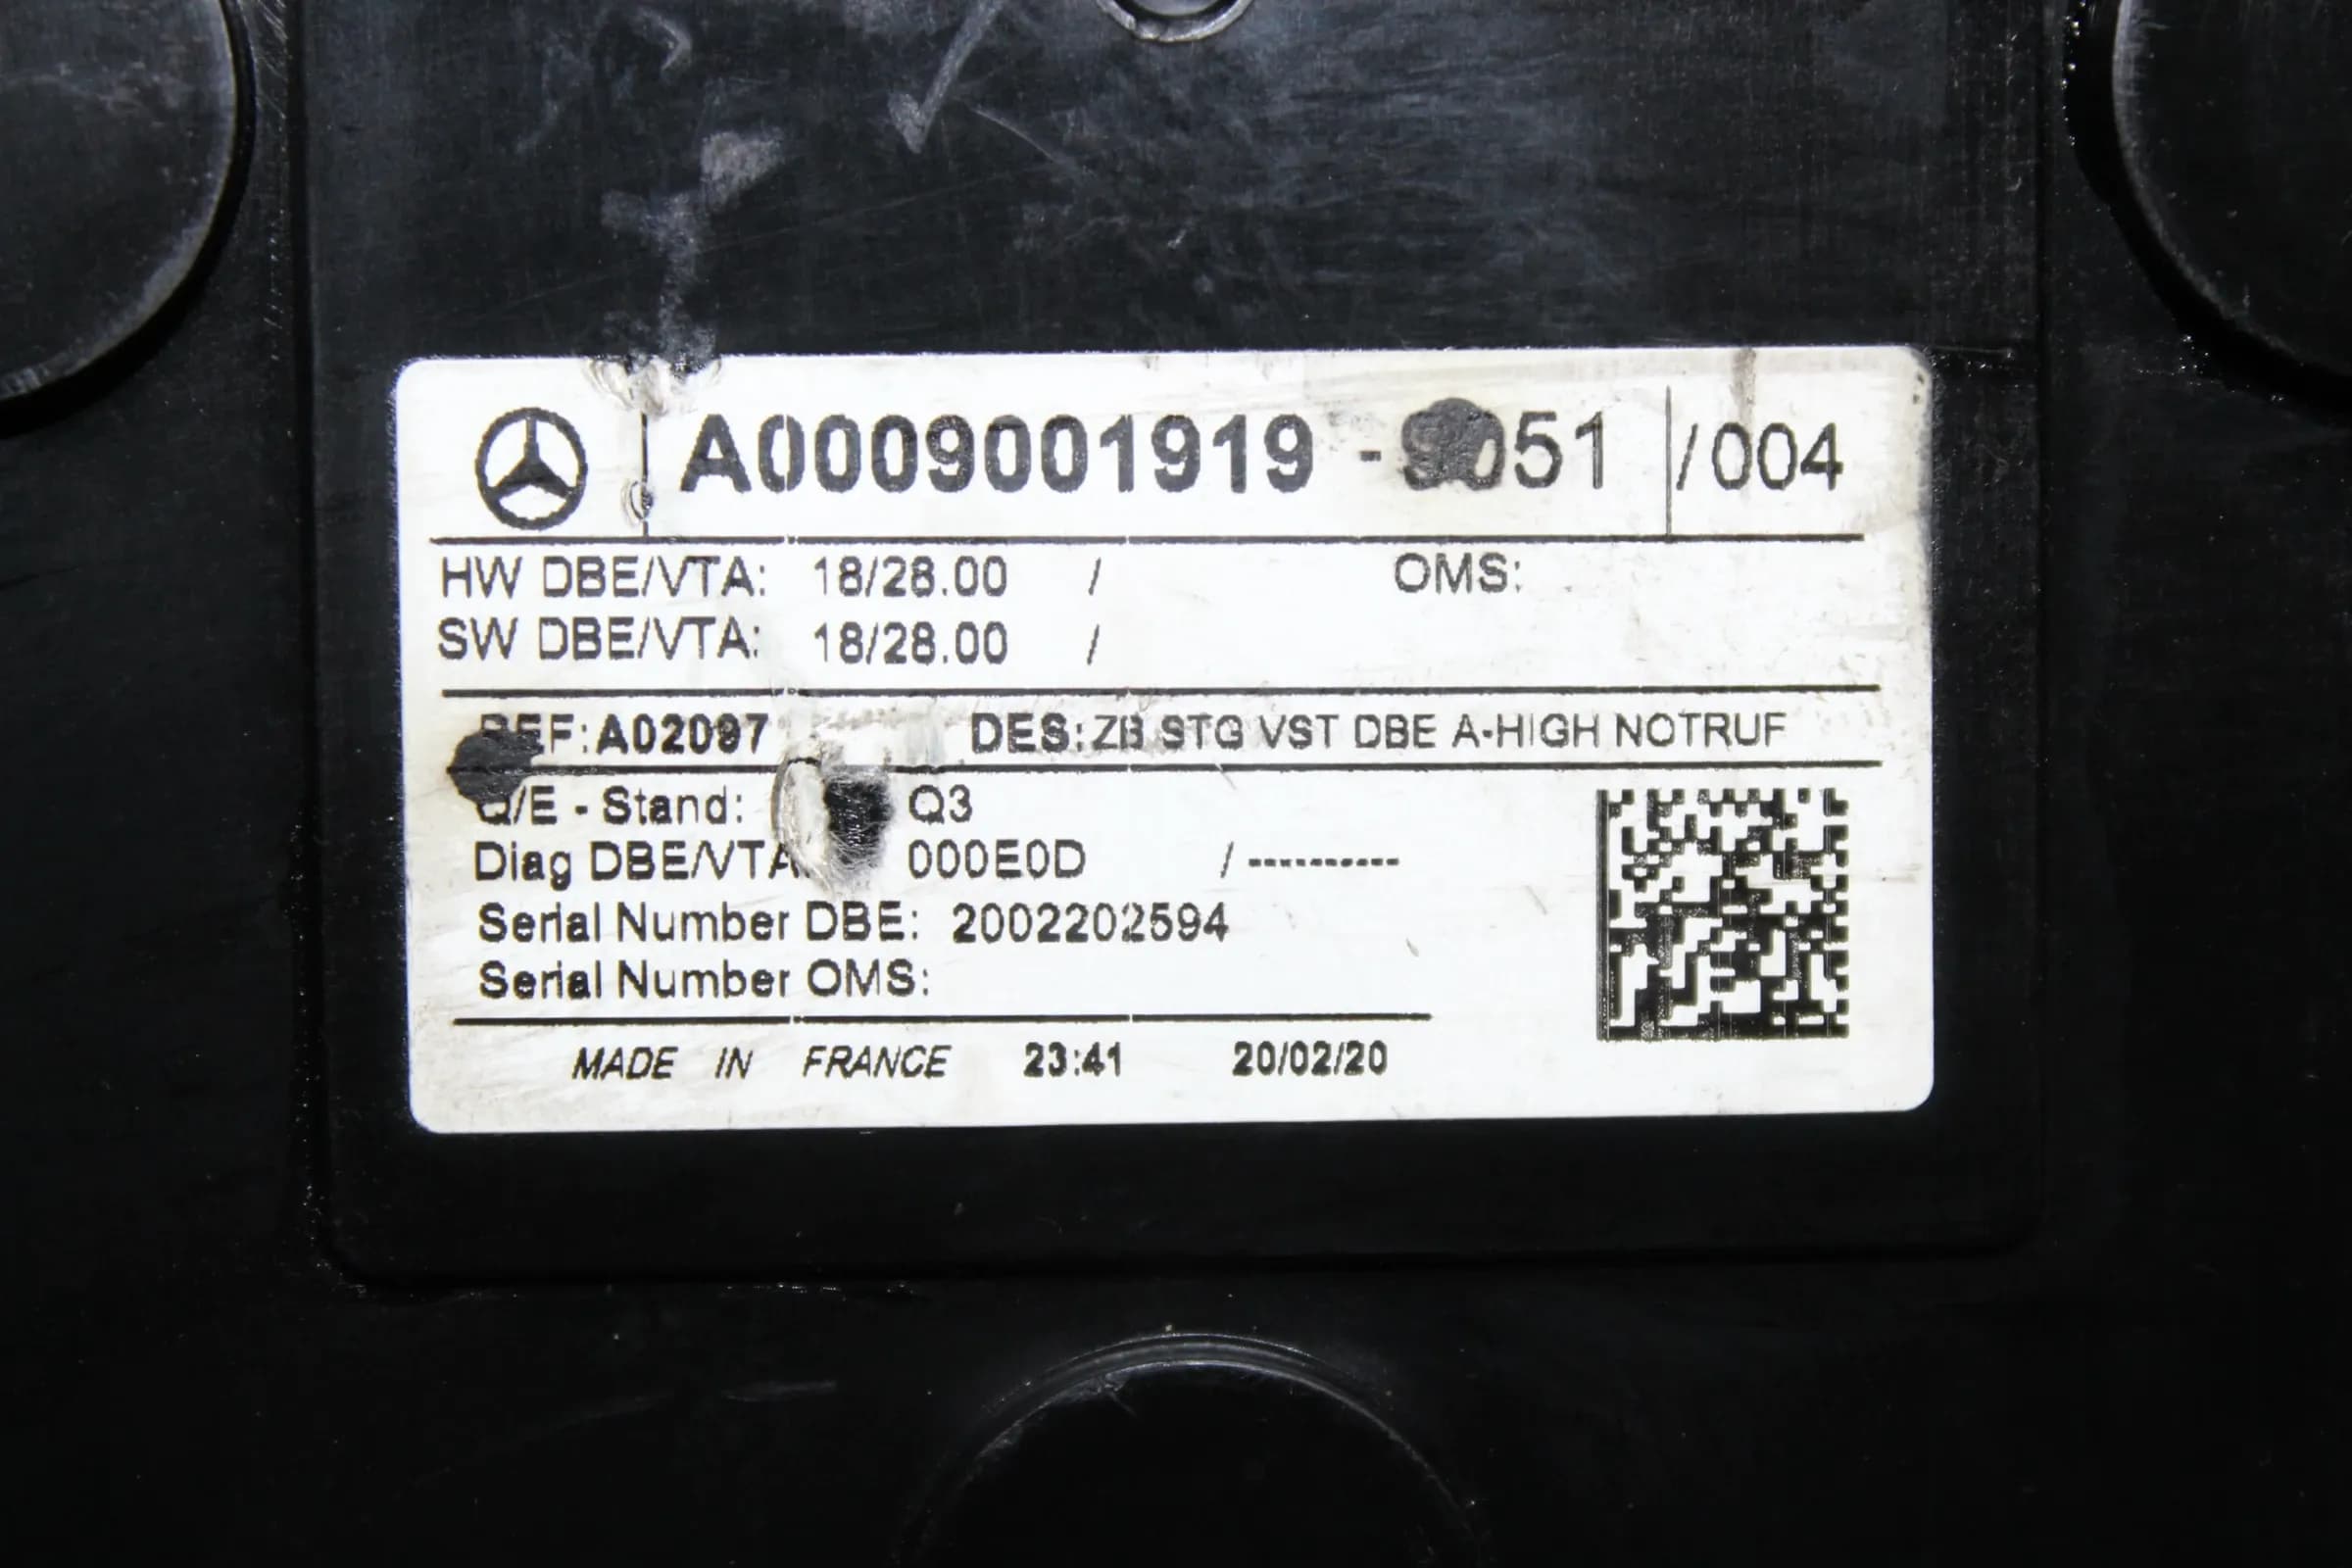 A0009001919 -9051 /004
HW DBE/VTA: 18/28.00 / OMS:
SW DBE/VTA: 18/28.00 /
REF:A02097 DES:ZB STG VST DBE A-HIGH NOTRUF
Q/E - Stand: Q3
Diag DBE/VTA: 000E0D /----------
Serial Number DBE: 2002202594
Serial Number OMS:
MADE IN FRANCE 23:41 20/02/20